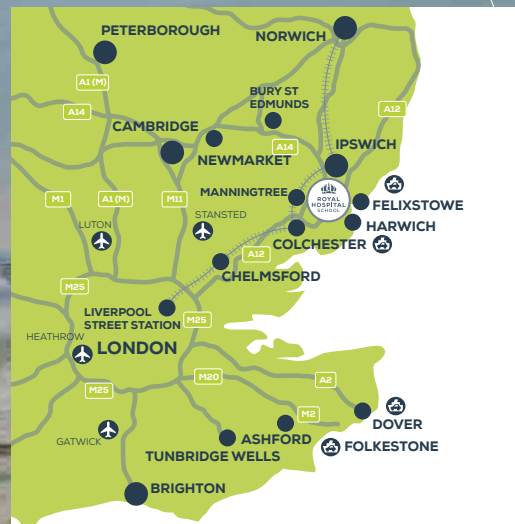 PETERBOROUGH
NORWICH
A1 (M)
BURY ST
EDMUNDS
A14
A12
CAMBRIDGE
A14
IPSWICH
NEWMARKET
M1
A1 (M)
M11
MANNINGTREE
ROYAL
HOSPITAL
SCHOOL
FELIXSTOWE
STANSTED
LUTON
HARWICH
COLCHESTER
A12
CHELMSFORD
M25
LIVERPOOL
STREET STATION
M25
HEATHROW
LONDON
M20
A2
M25
M2
DOVER
GATWICK
ASHFORD
FOLKESTONE
TUNBRIDGE WELLS
BRIGHTON